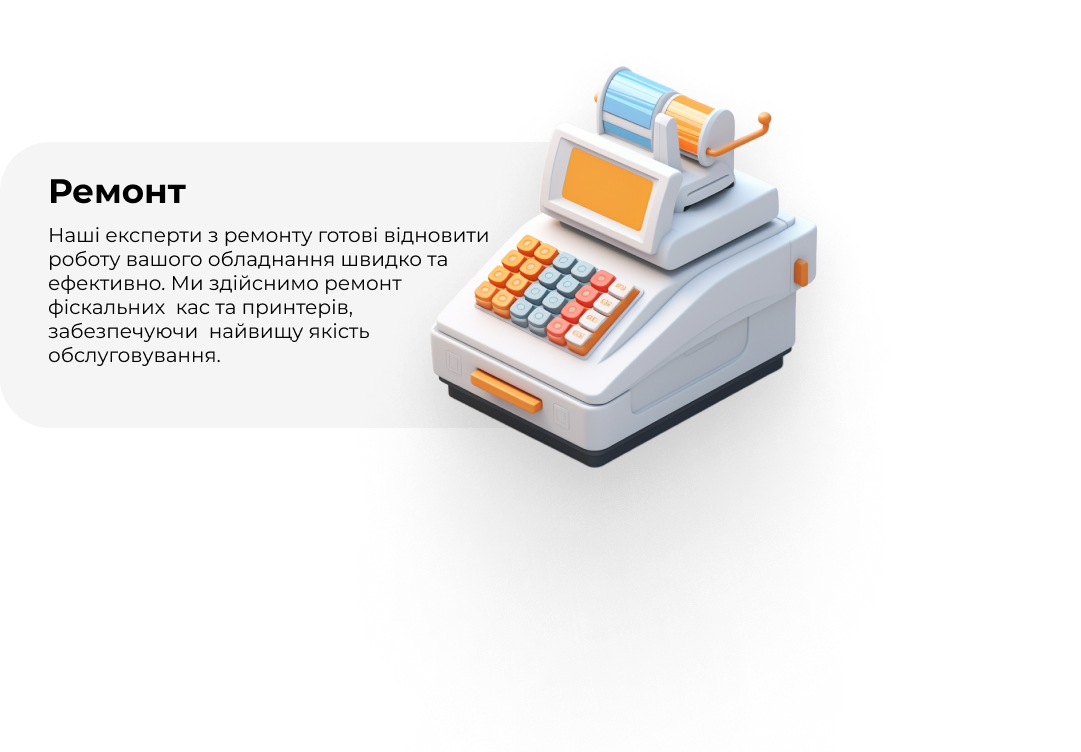 Ремонт
Наші експерти з ремонту готові відновити
роботу вашого обладнання швидко та
ефективно. Ми здійснимо ремонт
фіскальних  кас та принтерів,
забезпечуючи  найвищу якість
обслуговування.